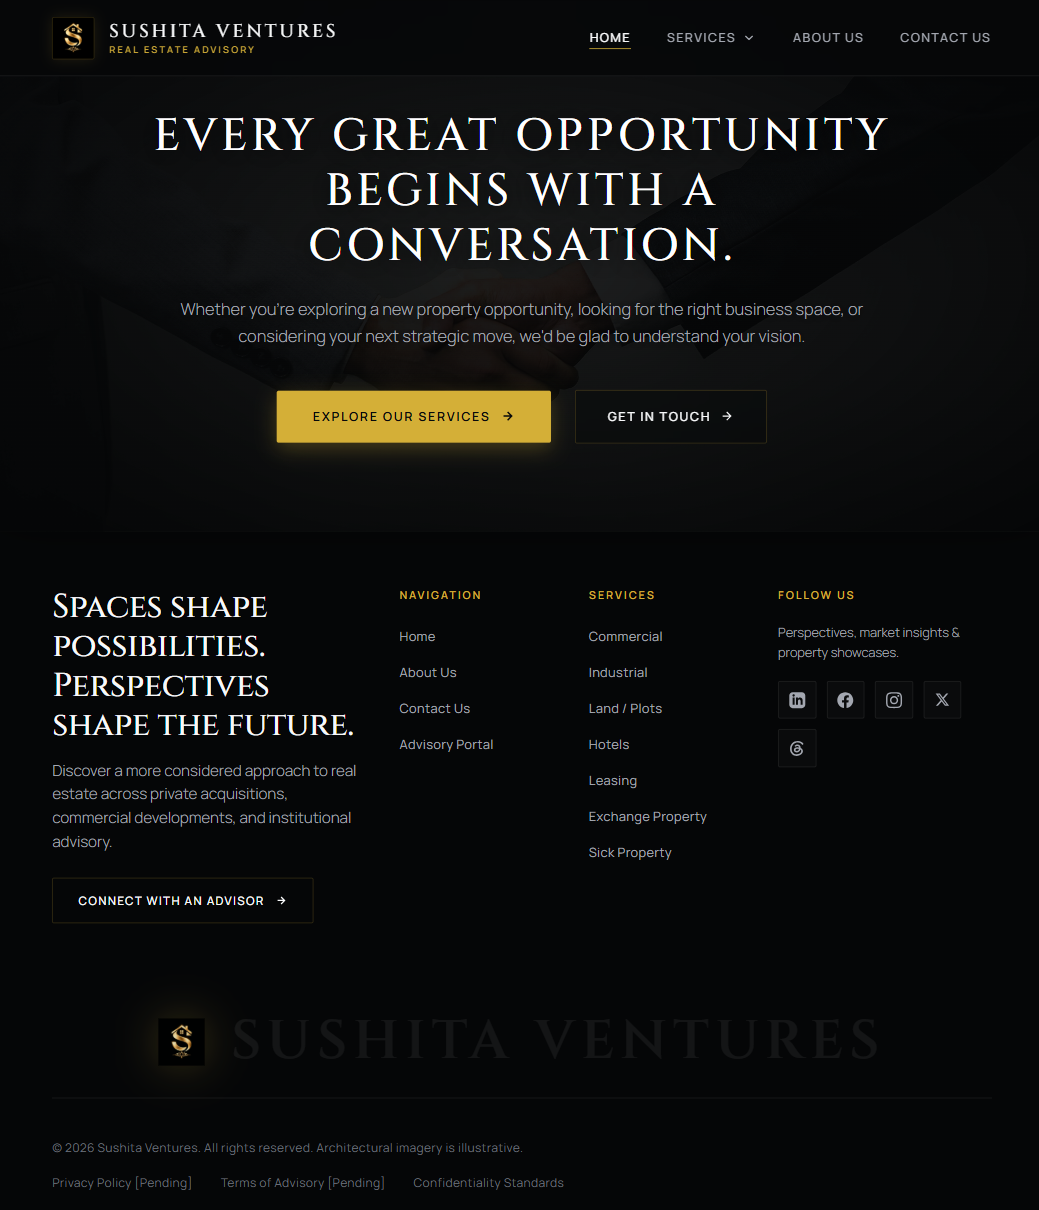 SUSHITA VENTURES
REAL ESTATE ADVISORY
HOME
SERVICES
ABOUT US
CONTACT US
EVERY GREAT OPPORTUNITY
BEGINS WITH A
CONVERSATION.
Whether you're exploring a new property opportunity, looking for the right business space, or
considering your next strategic move, we'd be glad to understand your vision.
EXPLORE OUR SERVICES →
GET IN TOUCH →
SPACES SHAPE
POSSIBILITIES.
PERSPECTIVES
SHAPE THE FUTURE.
Discover a more considered approach to real
estate across private acquisitions,
commercial developments, and institutional
advisory.
CONNECT WITH AN ADVISOR →
NAVIGATION
Home
About Us
Contact Us
Advisory Portal
SERVICES
Commercial
Industrial
Land / Plots
Hotels
Leasing
Exchange Property
Sick Property
FOLLOW US
Perspectives, market insights &
property showcases.
SUSHITA VENTURES
© 2026 Sushita Ventures. All rights reserved. Architectural imagery is illustrative.
Privacy Policy [Pending]
Terms of Advisory [Pending]
Confidentiality Standards